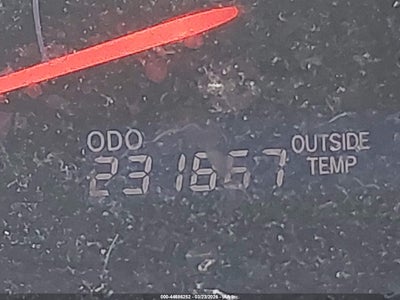 ODO
OUTSIDE
TEMP
231657